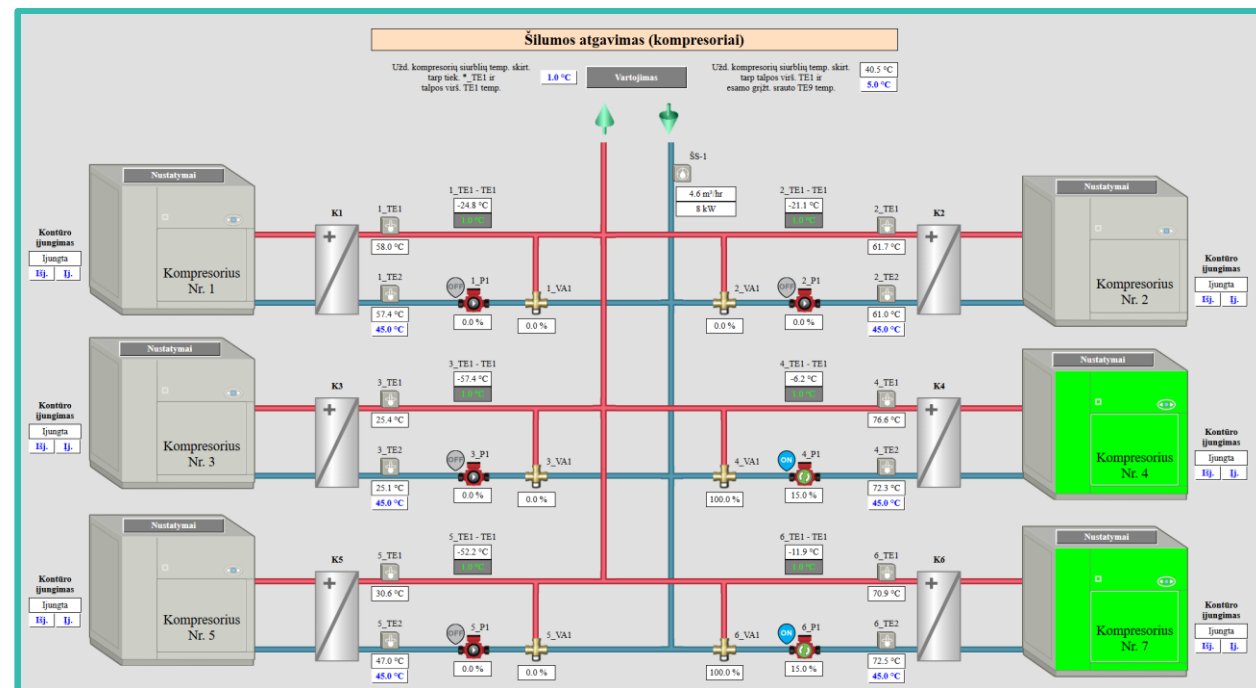 Šilumos atgavimas (kompresoriai)
Užd. kompresorių siurblių temp. skirt.
tarp tiek. *_TE1 ir
talpos virš. TE1 temp.
1.0 °C
Vartojimas
Užd. kompresorių siurblių temp. skirt.
tarp talpos virš. TE1 ir
esamo grįžt. srauto TE9 temp.
40.5 °C
5.0 °C
ŠS-1
4.6 m³/hr
8 kW
Kontūro
įjungimas
Įjungta
Išj. Įj.
Nustatymai
Kompresorius
Nr. 1
K1
1_TE1
58.0 °C
1_TE1 - TE1
-24.8 °C
1.0 °C
1_TE2
57.4 °C
45.0 °C
OFF
1_P1
0.0 %
1_VA1
0.0 %
2_TE1 - TE1
-21.1 °C
1.0 °C
2_TE1
61.7 °C
2_VA1
0.0 %
OFF
2_P1
0.0 %
2_TE2
61.0 °C
45.0 °C
K2
Nustatymai
Kompresorius
Nr. 2
Kontūro
įjungimas
Įjungta
Išj. Įj.
Kontūro
įjungimas
Įjungta
Išj. Įj.
Nustatymai
Kompresorius
Nr. 3
K3
3_TE1
25.4 °C
3_TE1 - TE1
-57.4 °C
1.0 °C
3_TE2
25.1 °C
45.0 °C
OFF
3_P1
0.0 %
3_VA1
0.0 %
4_TE1 - TE1
-6.2 °C
1.0 °C
4_TE1
76.6 °C
4_VA1
100.0 %
ON
4_P1
15.0 %
4_TE2
72.3 °C
45.0 °C
K4
Nustatymai
Kompresorius
Nr. 4
Kontūro
įjungimas
Įjungta
Išj. Įj.
Kontūro
įjungimas
Įjungta
Išj. Įj.
Nustatymai
Kompresorius
Nr. 5
K5
5_TE1
30.6 °C
5_TE1 - TE1
-52.2 °C
1.0 °C
5_TE2
47.0 °C
45.0 °C
OFF
5_P1
0.0 %
5_VA1
0.0 %
6_TE1 - TE1
-11.9 °C
1.0 °C
6_TE1
70.9 °C
6_VA1
100.0 %
ON
6_P1
15.0 %
6_TE2
72.5 °C
45.0 °C
K6
Nustatymai
Kompresorius
Nr. 7
Kontūro
įjungimas
Įjungta
Išj. Įj.